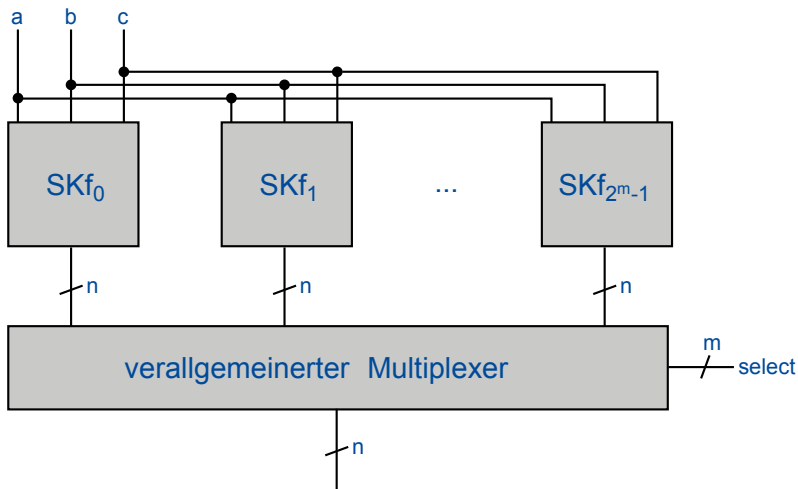 a b c
SKf₀ SKf₁ ... SKf₂ᵐ₋₁
n n n
m
verallgemeinerter Multiplexer select
n